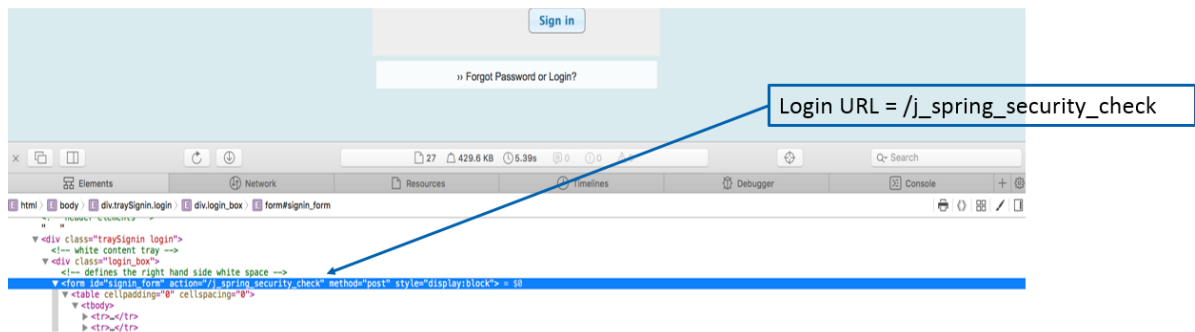 Sign in
» Forgot Password or Login?
Login URL = /j_spring_security_check
27 429.6 KB 5.39s 0 0
Search
Elements Network Resources Timelines Debugger Console
html body div.traySignin.login div.login_box form#signin_form
<!-- header elements -->
" "
<div class="traySignin login">
<!-- white content tray -->
<div class="login_box">
<!-- defines the right hand side white space -->
<form id="signin_form" action="/j_spring_security_check" method="post" style="display:block"> = $0
<table cellpadding="0" cellspacing="0">
<tbody>
<tr>…</tr>
<tr>…</tr>